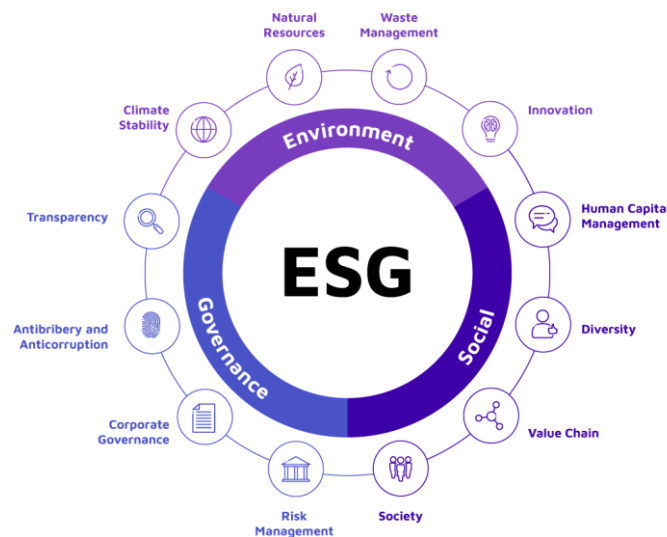 Natural
Resources
Waste
Management
Climate
Stability
Innovation
Environment
Transparency
Human Capital
Management
ESG
Antibribery and
Anticorruption
Diversity
Governance
Social
Corporate
Governance
Value Chain
Risk
Management
Society